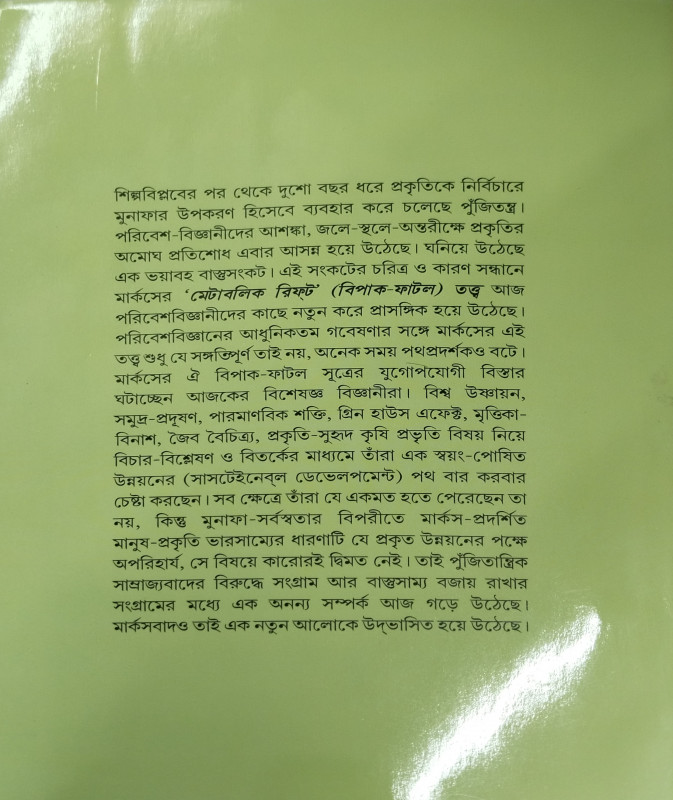 শিল্পবিপ্লবের পর থেকে দুশো বছর ধরে প্রকৃতিকে নির্বিচারে
মুনাফার উপকরণ হিসেবে ব্যবহার করে চলেছে পুঁজিতন্ত্র।
পরিবেশ-বিজ্ঞানীদের আশঙ্কা, জলে-স্থলে-অন্তরীক্ষে প্রকৃতির
অমোঘ প্রতিশোধ এবার আসন্ন হয়ে উঠেছে। ঘনিয়ে উঠেছে
এক ভয়াবহ বাস্তুসংকট। এই সংকটের চরিত্র ও কারণ সন্ধানে
মার্কসের ‘মেটাবলিক রিফ্‌ট’ (বিপাক-ফাটল) তত্ত্ব আজ
পরিবেশবিজ্ঞানীদের কাছে নতুন করে প্রাসঙ্গিক হয়ে উঠেছে।
পরিবেশবিজ্ঞানের আধুনিকতম গবেষণার সঙ্গে মার্কসের এই
তত্ত্ব শুধু যে সঙ্গতিপূর্ণ তাই নয়, অনেক সময় পথপ্রদর্শকও বটে।
মার্কসের ঐ বিপাক-ফাটল সূত্রের যুগোপযোগী বিস্তার
ঘটাচ্ছেন আজকের বিশেষজ্ঞ বিজ্ঞানীরা। বিশ্ব উষ্ণায়ন,
সমুদ্র-প্রদূষণ, পারমাণবিক শক্তি, গ্রিন হাউস এফেক্ট, মৃত্তিকা-
বিনাশ, জৈব বৈচিত্র্য, প্রকৃতি-সুহৃদ কৃষি প্রভৃতি বিষয় নিয়ে
বিচার-বিশ্লেষণ ও বিতর্কের মাধ্যমে তাঁরা এক স্বয়ং-পোষিত
উন্নয়নের (সাসটেইনেব্‌ল ডেভেলপমেন্ট) পথ বার করবার
চেষ্টা করছেন। সব ক্ষেত্রে তাঁরা যে একমত হতে পেরেছেন তা
নয়, কিন্তু মুনাফা-সর্বস্বতার বিপরীতে মার্কস-প্রদর্শিত
মানুষ-প্রকৃতি ভারসাম্যের ধারণাটি যে প্রকৃত উন্নয়নের পক্ষে
অপরিহার্য, সে বিষয়ে কারোরই দ্বিমত নেই। তাই পুঁজিতান্ত্রিক
সাম্রাজ্যবাদের বিরুদ্ধে সংগ্রাম আর বাস্তুসাম্য বজায় রাখার
সংগ্রামের মধ্যে এক অনন্য সম্পর্ক আজ গড়ে উঠেছে।
মার্কসবাদও তাই এক নতুন আলোকে উদ্‌ভাসিত হয়ে উঠেছে।